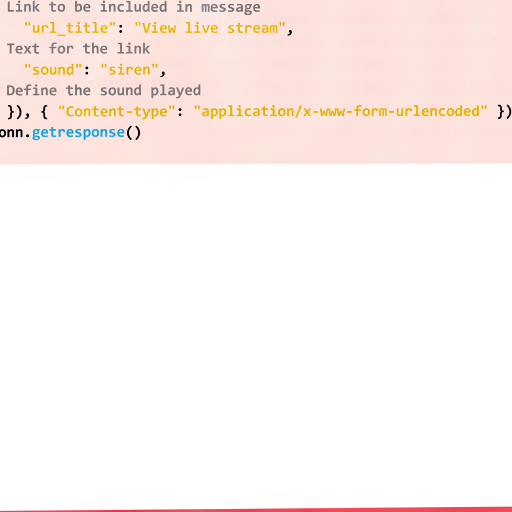 Link to be included in message
"url_title": "View live stream",
Text for the link
"sound": "siren",
Define the sound played
}), { "Content-type": "application/x-www-form-urlencoded" })
onn.getresponse()